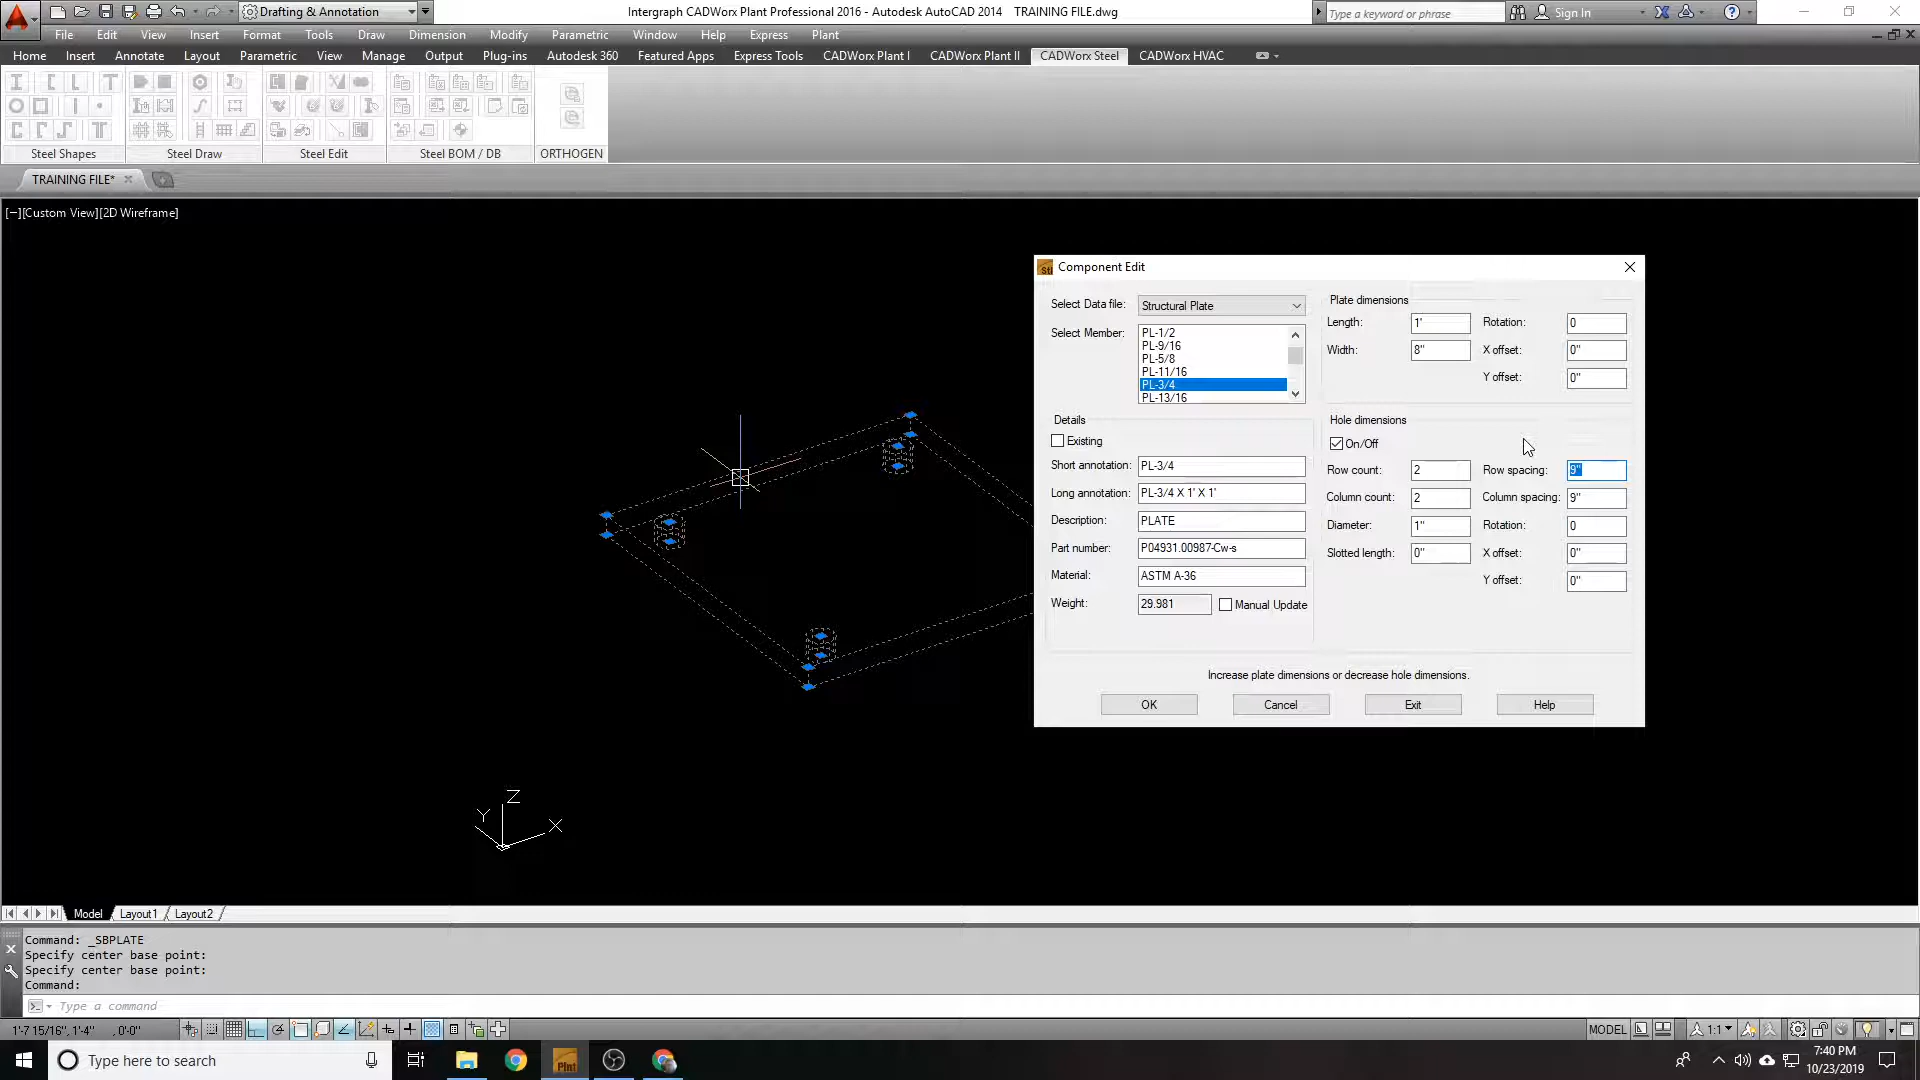 Drafting & Annotation
Intergraph CADWorx Plant Professional 2016 - Autodesk AutoCAD 2014 TRAINING FILE.dwg
Type a keyword or phrase
Sign In
File Edit View Insert Format Tools Draw Dimension Modify Parametric Window Help Express Plant
Home Insert Annotate Layout Parametric View Manage Output Plug-ins Autodesk 360 Featured Apps Express Tools CADWorx Plant I CADWorx Plant II CADWorx Steel CADWorx HVAC
Steel Shapes Steel Draw Steel Edit Steel BOM / DB ORTHOGEN
TRAINING FILE*
[−][Custom View][2D Wireframe]
Stl Component Edit
Select Data file: Structural Plate
Select Member:
PL-1/2
PL-9/16
PL-5/8
PL-11/16
PL-3/4
PL-13/16
Details
Existing
Short annotation: PL-3/4
Long annotation: PL-3/4 X 1' X 1'
Description: PLATE
Part number: P04931.00987-Cw-s
Material: ASTM A-36
Weight: 29.981 Manual Update
Plate dimensions
Length: 1' Rotation: 0
Width: 8" X offset: 0"
Y offset: 0"
Hole dimensions
On/Off
Row count: 2 Row spacing: 9"
Column count: 2 Column spacing: 9"
Diameter: 1" Rotation: 0
Slotted length: 0" X offset: 0"
Y offset: 0"
Increase plate dimensions or decrease hole dimensions.
OK Cancel Exit Help
Z
Y
X
Model Layout1 Layout2
Command: _SBPLATE
Specify center base point:
Specify center base point:
Command:
Type a command
1'-7 15/16", 1'-4" , 0'-0"
MODEL
1:1
Type here to search
Plnt
7:40 PM
10/23/2019